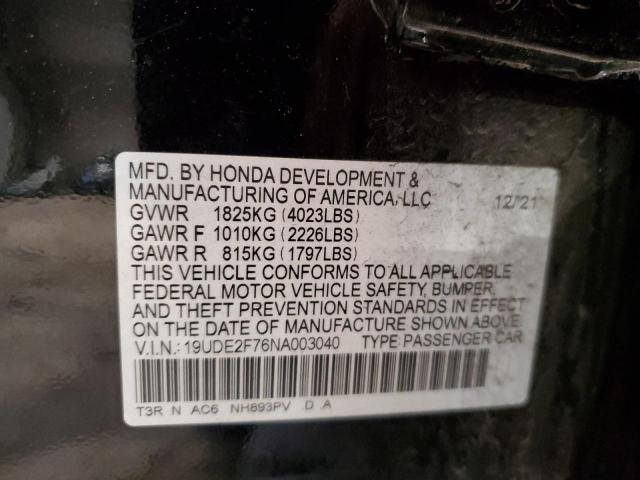 MFD. BY HONDA DEVELOPMENT &
MANUFACTURING OF AMERICA, LLC 12/21
GVWR 1825KG (4023LBS)
GAWR F 1010KG (2226LBS)
GAWR R 815KG (1797LBS)
THIS VEHICLE CONFORMS TO ALL APPLICABLE
FEDERAL MOTOR VEHICLE SAFETY, BUMPER,
AND THEFT PREVENTION STANDARDS IN EFFECT
ON THE DATE OF MANUFACTURE SHOWN ABOVE.
V.I.N.: 19UDE2F76NA003040 TYPE: PASSENGER CAR
T3R N AC6 NH893PV D A